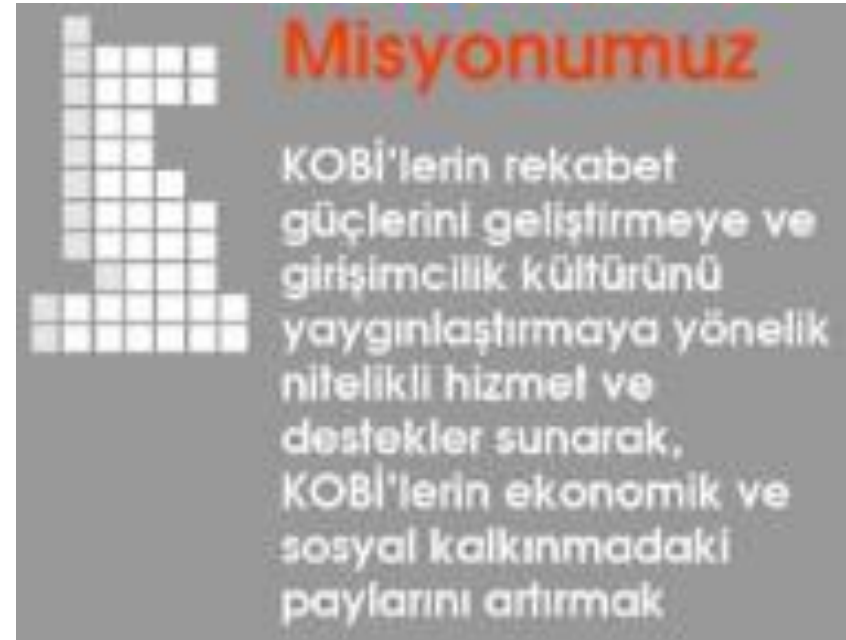 Misyonumuz
KOBİ'lerin rekabet
güçlerini geliştirmeye ve
girişimcilik kültürünü
yaygınlaştırmaya yönelik
nitelikli hizmet ve
destekler sunarak,
KOBİ'lerin ekonomik ve
sosyal kalkınmadaki
paylarını artırmak